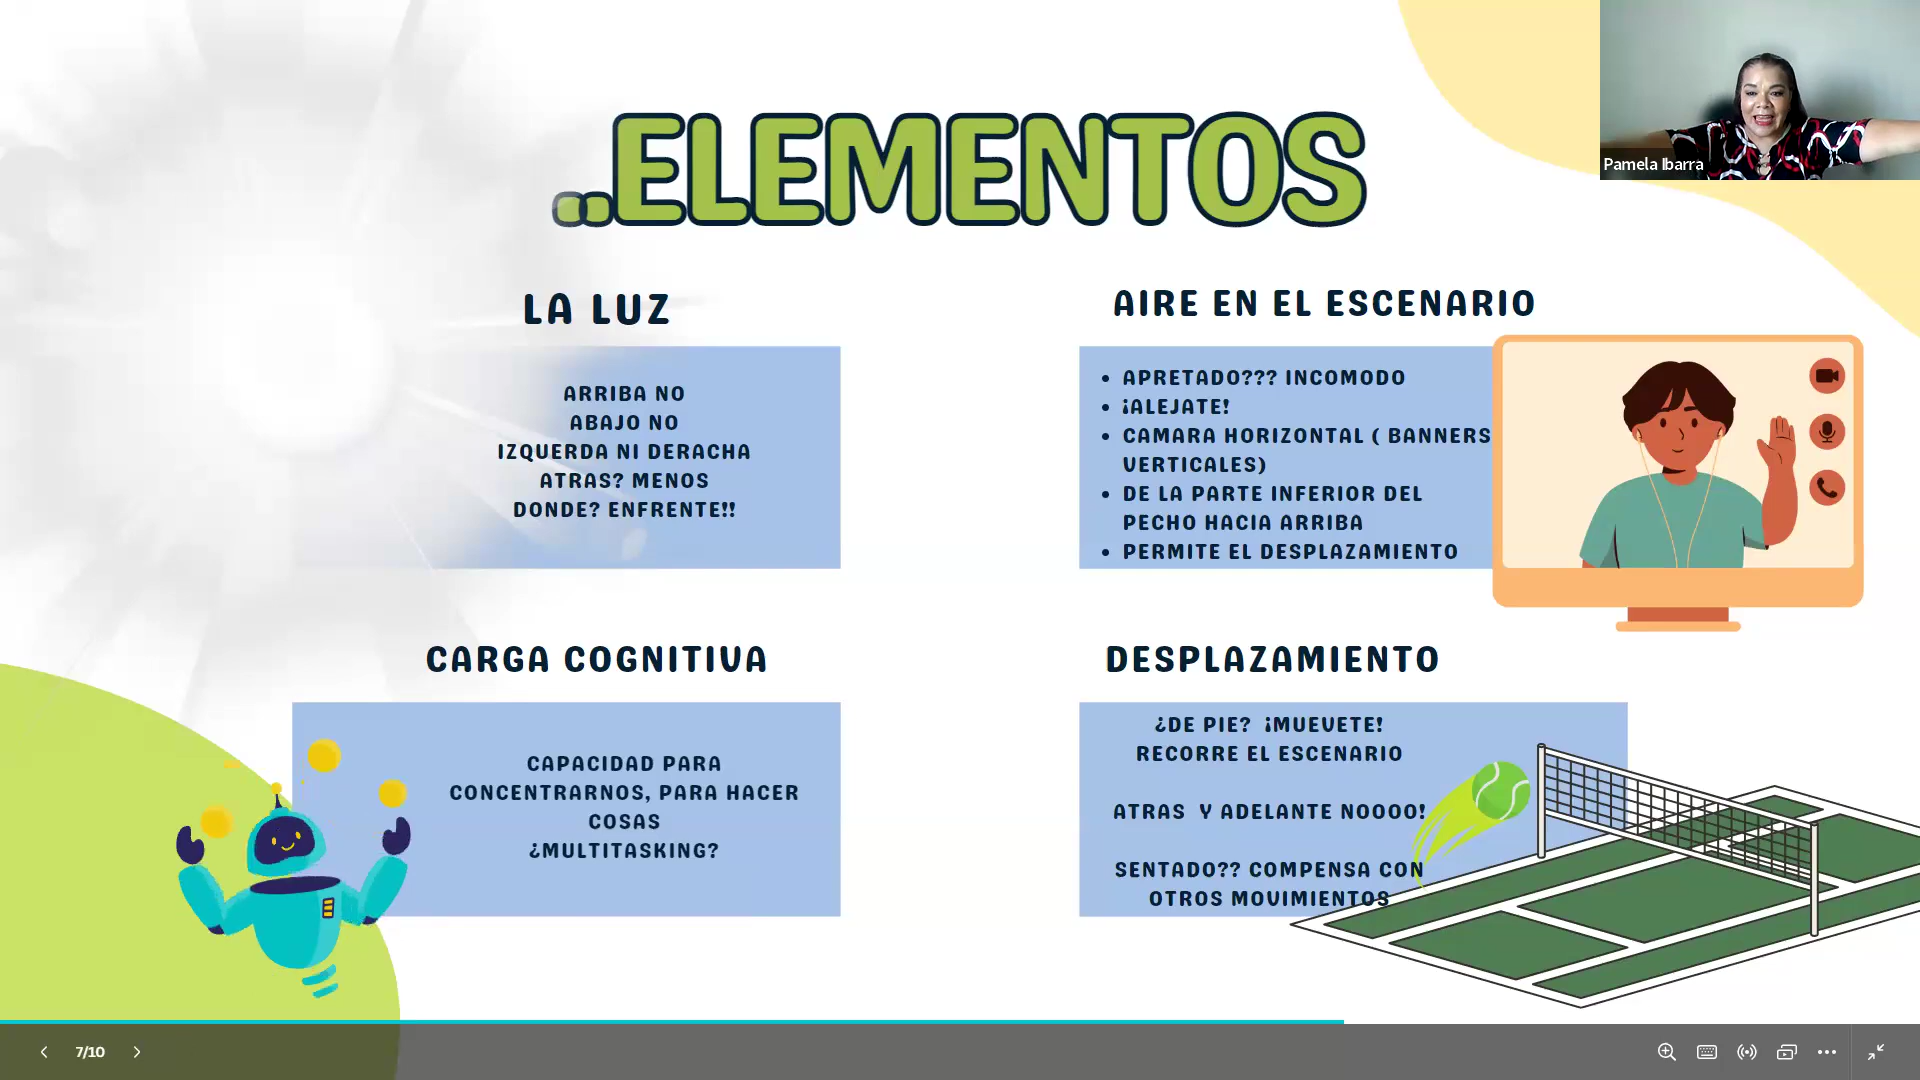 ..ELEMENTOS
Pamela Ibarra
LA LUZ
ARRIBA NO
ABAJO NO
IZQUERDA NI DERACHA
ATRAS? MENOS
DONDE? ENFRENTE!!
AIRE EN EL ESCENARIO
• APRETADO??? INCOMODO
• ¡ALEJATE!
• CAMARA HORIZONTAL ( BANNERS
VERTICALES)
• DE LA PARTE INFERIOR DEL
PECHO HACIA ARRIBA
• PERMITE EL DESPLAZAMIENTO
CARGA COGNITIVA
CAPACIDAD PARA
CONCENTRARNOS, PARA HACER
COSAS
¿MULTITASKING?
DESPLAZAMIENTO
¿DE PIE? ¡MUEVETE!
RECORRE EL ESCENARIO
ATRAS Y ADELANTE NOOOO!
SENTADO?? COMPENSA CON
OTROS MOVIMIENTOS
7/10